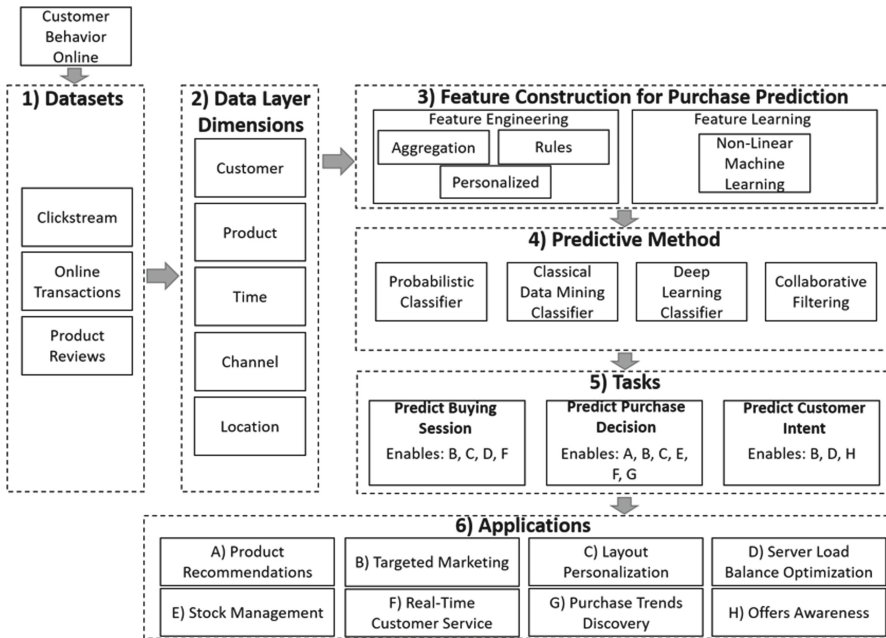 Customer
Behavior
Online
1) Datasets
Clickstream
Online
Transactions
Product
Reviews
2) Data Layer
Dimensions
Customer
Product
Time
Channel
Location
3) Feature Construction for Purchase Prediction
Feature Engineering
Aggregation
Rules
Personalized
Feature Learning
Non-Linear
Machine
Learning
4) Predictive Method
Probabilistic
Classifier
Classical
Data Mining
Classifier
Deep
Learning
Classifier
Collaborative
Filtering
5) Tasks
Predict Buying
Session
Enables: B, C, D, F
Predict Purchase
Decision
Enables: A, B, C, E,
F, G
Predict Customer
Intent
Enables: B, D, H
6) Applications
A) Product
Recommendations
B) Targeted Marketing
C) Layout
Personalization
D) Server Load
Balance Optimization
E) Stock Management
F) Real-Time
Customer Service
G) Purchase Trends
Discovery
H) Offers Awareness